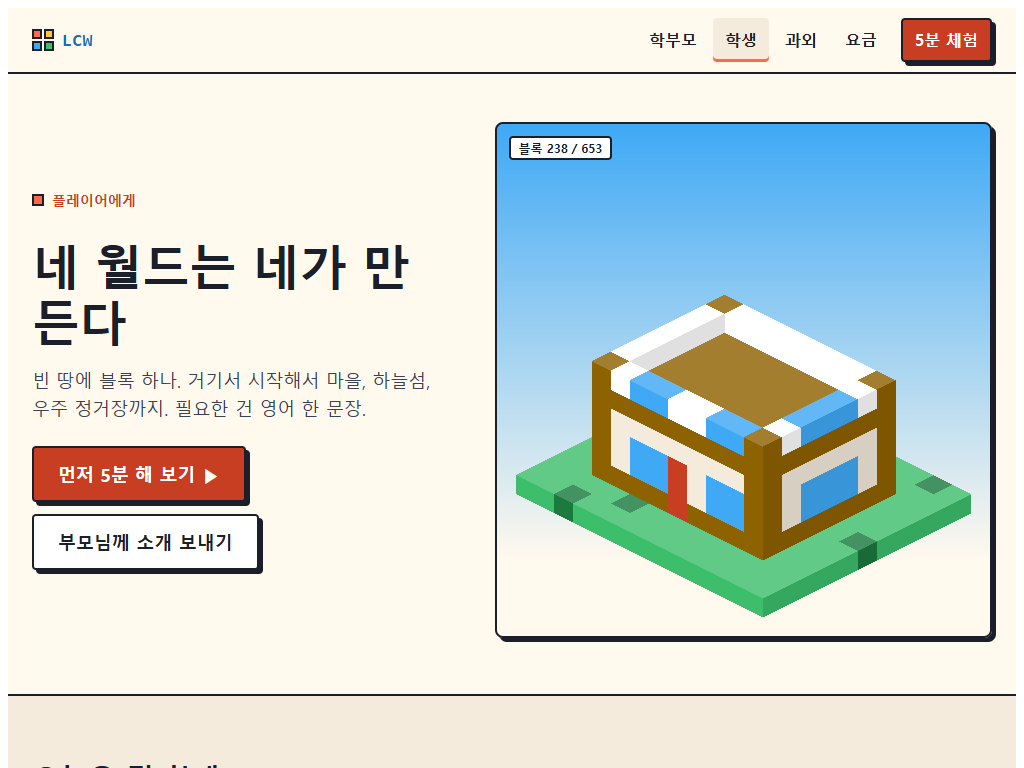 LCW
학부모 학생 과외 요금 5분 체험
블록 238 / 653
플레이어에게
네 월드는 네가 만
든다
빈 땅에 블록 하나. 거기서 시작해서 마을, 하늘섬,
우주 정거장까지. 필요한 건 영어 한 문장.
먼저 5분 해 보기 ▶
부모님께 소개 보내기